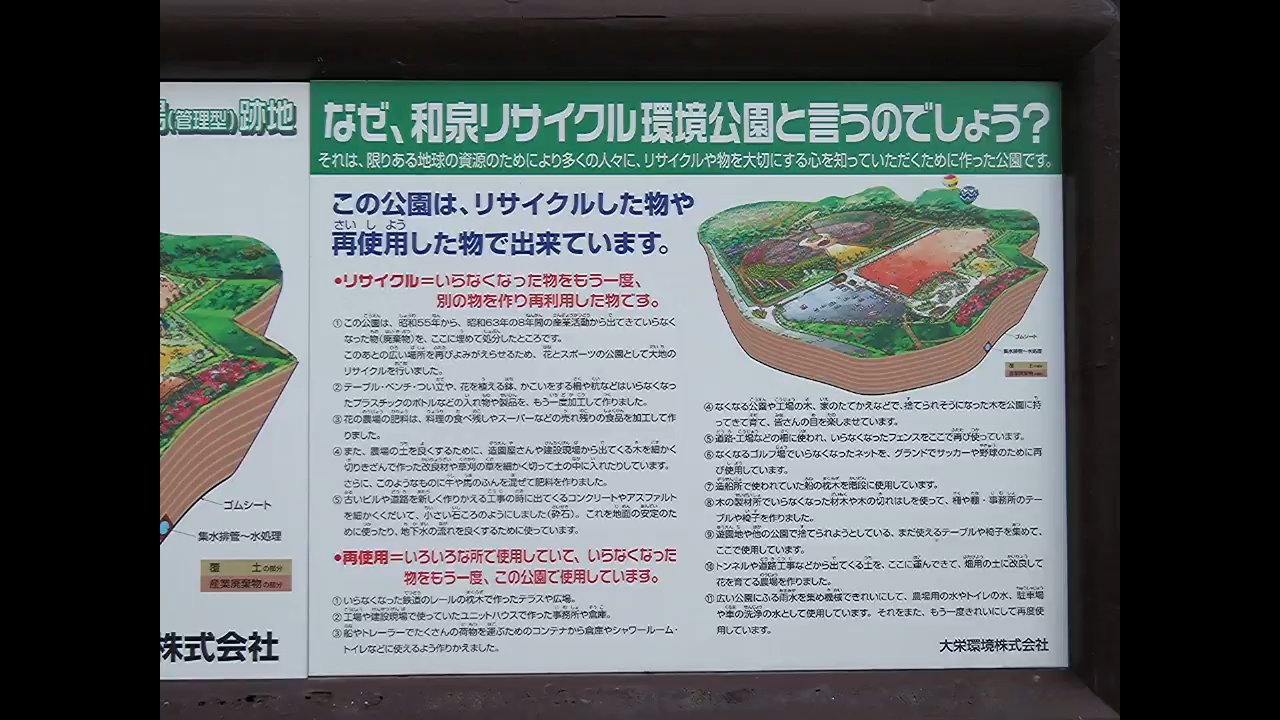 (管理型)跡地
ゴムシート
集水排管〜水処理
覆 土の部分
産業廃棄物の部分
株式会社
なぜ、和泉リサイクル環境公園と言うのでしょう?
それは、限りある地球の資源のためにより多くの人々に、リサイクルや物を大切にする心を知っていただくために作った公園です。
この公園は、リサイクルした物や
さいしよう
再使用した物で出来ています。
•リサイクル=いらなくなった物をもう一度、
別の物を作り再利用した物です。
①この公園は、昭和55年から、昭和63年の8年間の産業活動から出てきていらなく
なった物(廃棄物)を、ここに埋めて処分したところです。
このあとの広い場所を再びよみがえらせるため、花とスポーツの公園として大地の
リサイクルを行いました。
②テーブル・ベンチ・つい立や、花を植える鉢、かこいをする柵や杭などはいらなくなっ
たプラスチックのボトルなどの入れ物や製品を、もう一度加工して作りました。
③花の農場の肥料は、料理の食べ残しやスーパーなどの売れ残りの食品を加工して作
りました。
④また、農場の土を良くするために、造園屋さんや建設現場から出てくる木を細かく
切りきざんで作った改良材や草刈の草を細かく切って土の中に入れたりしています。
さらに、このようなものに牛や馬のふんを混ぜて肥料を作りました。
⑤古いビルや道路を新しく作りかえる工事の時に出てくるコンクリートやアスファルト
を細かくくだいて、小さい石ころのようにしました(砕石)。これを地面の安定のた
めに使ったり、地下水の流れを良くするために使っています。
•再使用=いろいろな所で使用していて、いらなくなった
物をもう一度、この公園で使用しています。
①いらなくなった鉄道のレールの枕木で作ったテラスや広場。
②工場や建設現場で使っていたユニットハウスで作った事務所や倉庫。
③船やトレーラーでたくさんの荷物を運ぶためのコンテナから倉庫やシャワールーム・
トイレなどに使えるよう作りかえました。
ゴムシート
集水排管〜水処理
④なくなる公園や工場の木、家のたてかえなどで、捨てられそうになった木を公園に持
ってきて育て、皆さんの目を楽しませています。
⑤道路・工場などの柵に使われ、いらなくなったフェンスをここで再び使っています。
⑥なくなるゴルフ場でいらなくなったネットを、グランドでサッカーや野球のために再
び使用しています。
⑦造船所で使われていた船の枕木を階段に使用しています。
⑧木の製材所でいらなくなった材木や木の切れはしを使って、橋や棚・事務所のテー
ブルや椅子を作りました。
⑨遊園地や他の公園で捨てられようとしている、まだ使えるテーブルや椅子を集めて、
ここで使用しています。
⑩トンネルや道路工事などから出てくる土を、ここに運んできて、畑用の土に改良して
花を育てる農場を作りました。
⑪広い公園にふる雨水を集め機械できれいにして、農場用の水やトイレの水、駐車場
や車の洗浄の水として使用しています。それをまた、もう一度きれいにして再度使
用しています。
大栄環境株式会社